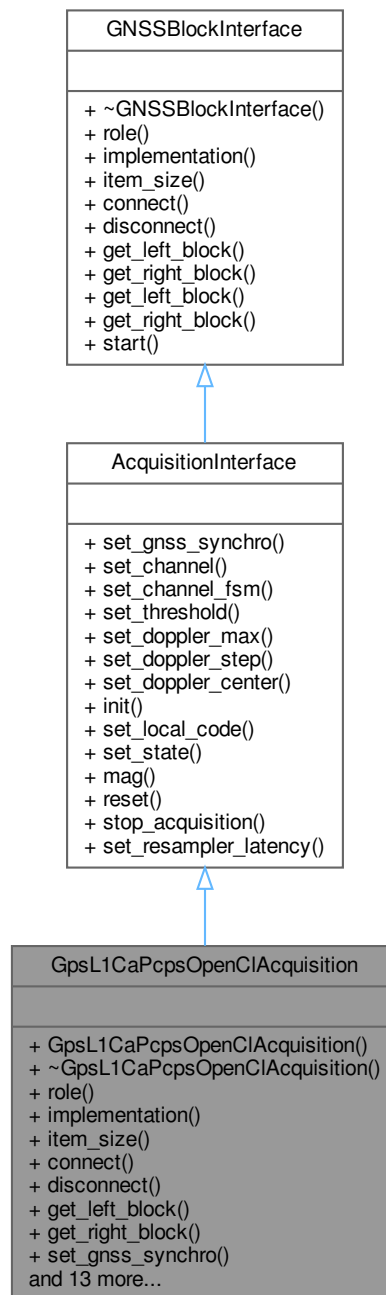 GNSSBlockInterface
+ ~GNSSBlockInterface()
+ role()
+ implementation()
+ item_size()
+ connect()
+ disconnect()
+ get_left_block()
+ get_right_block()
+ get_left_block()
+ get_right_block()
+ start()
AcquisitionInterface
+ set_gnss_synchro()
+ set_channel()
+ set_channel_fsm()
+ set_threshold()
+ set_doppler_max()
+ set_doppler_step()
+ set_doppler_center()
+ init()
+ set_local_code()
+ set_state()
+ mag()
+ reset()
+ stop_acquisition()
+ set_resampler_latency()
GpsL1CaPcpsOpenClAcquisition
+ GpsL1CaPcpsOpenClAcquisition()
+ ~GpsL1CaPcpsOpenClAcquisition()
+ role()
+ implementation()
+ item_size()
+ connect()
+ disconnect()
+ get_left_block()
+ get_right_block()
+ set_gnss_synchro()
and 13 more...